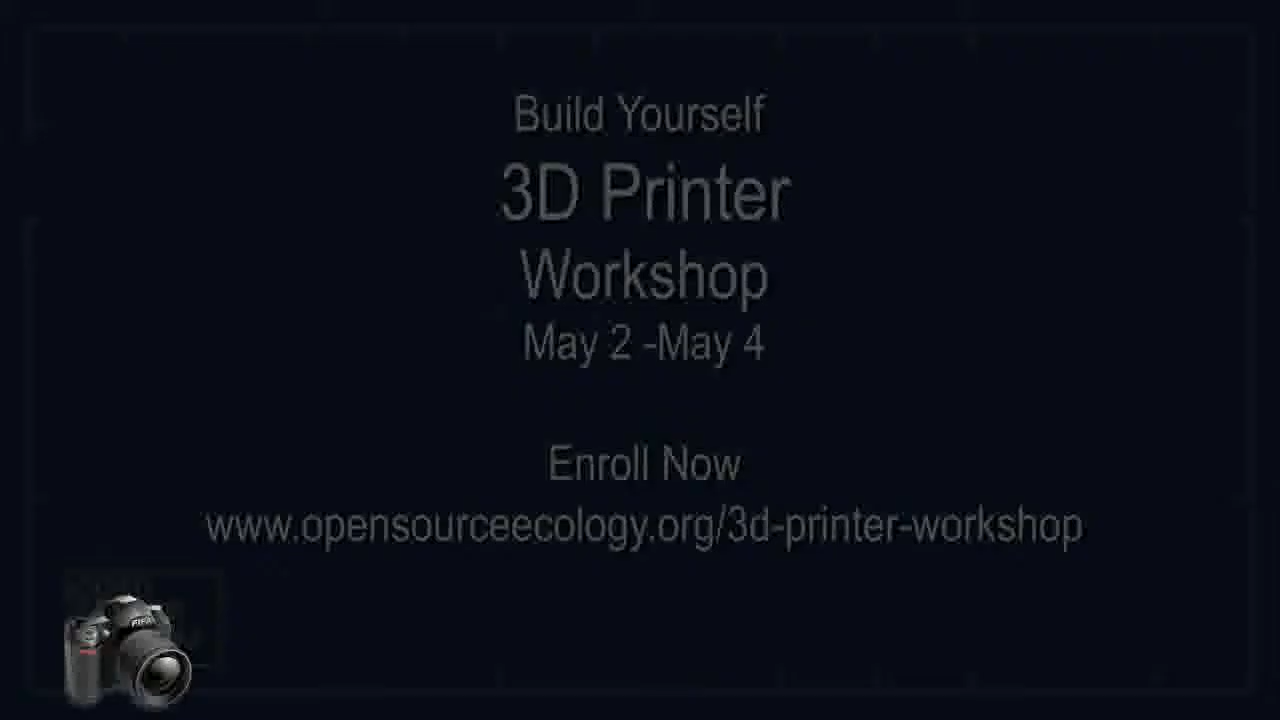 Build Yourself
3D Printer
Workshop
May 2 -May 4
Enroll Now
www.opensourceecology.org/3d-printer-workshop